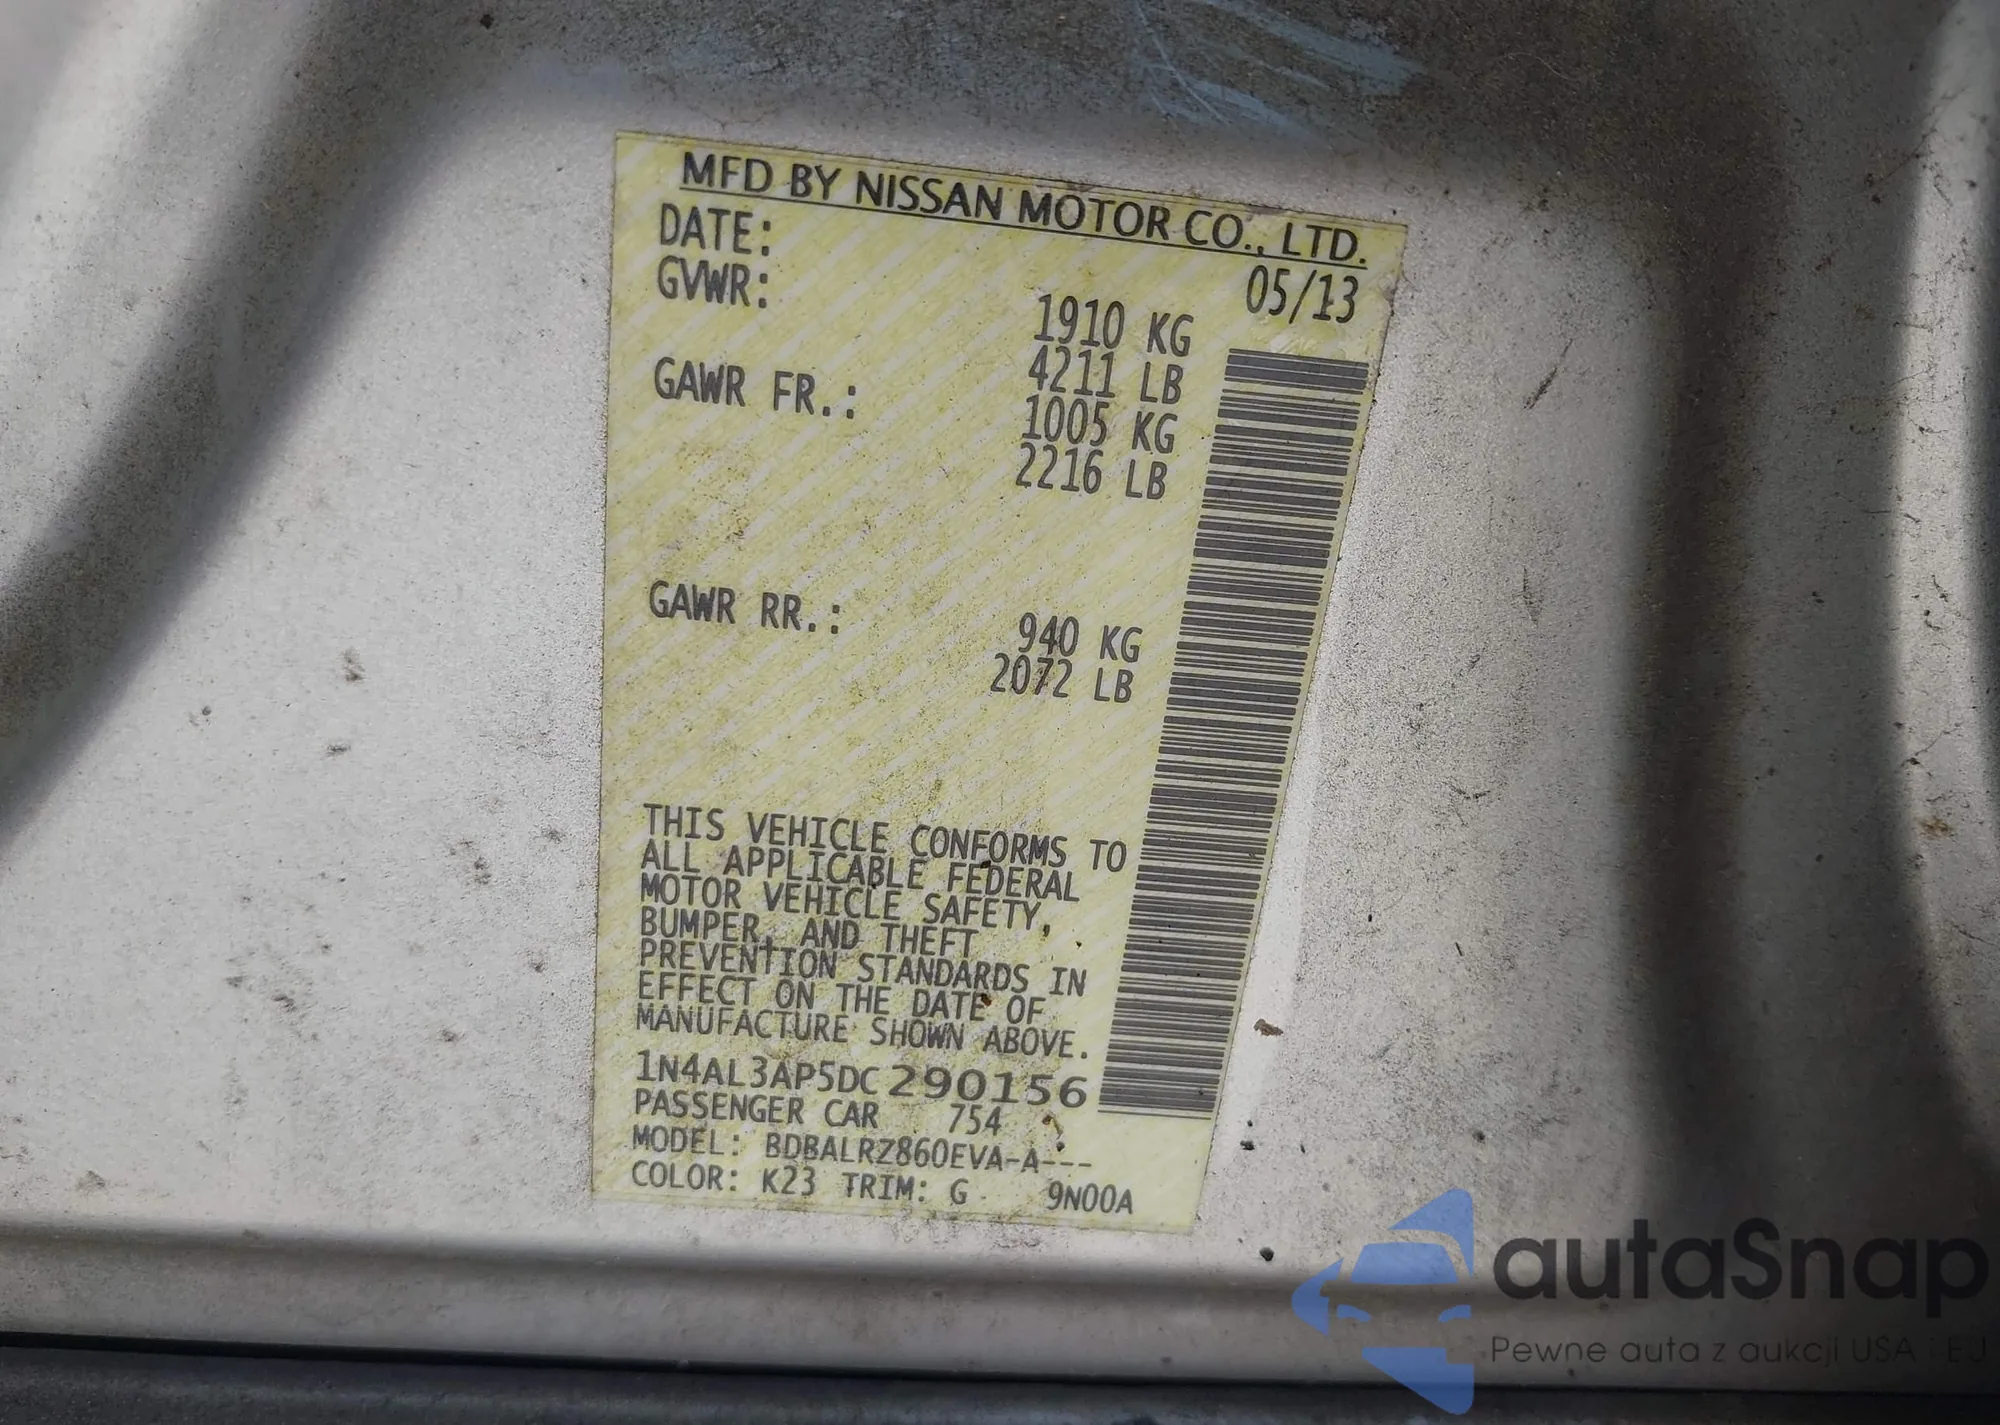 MFD BY NISSAN MOTOR CO., LTD.
DATE: 05/13
GVWR: 1910 KG
4211 LB
GAWR FR.: 1005 KG
2216 LB
GAWR RR.: 940 KG
2072 LB
THIS VEHICLE CONFORMS TO
ALL APPLICABLE FEDERAL
MOTOR VEHICLE SAFETY,
BUMPER, AND THEFT
PREVENTION STANDARDS IN
EFFECT ON THE DATE OF
MANUFACTURE SHOWN ABOVE.
1N4AL3AP5DC290156
PASSENGER CAR 754
MODEL: BDBALRZ860EVA-A---
COLOR: K23 TRIM: G 9N00A
autaSnap
Pewne auta z aukcji USA i EU